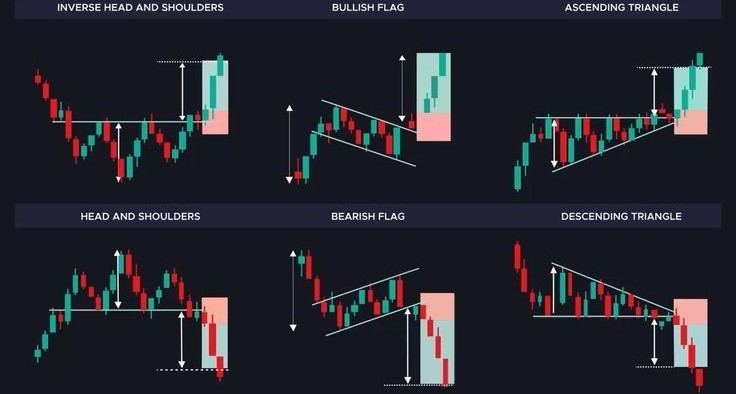 INVERSE HEAD AND SHOULDERS
BULLISH FLAG
ASCENDING TRIANGLE
HEAD AND SHOULDERS
BEARISH FLAG
DESCENDING TRIANGLE